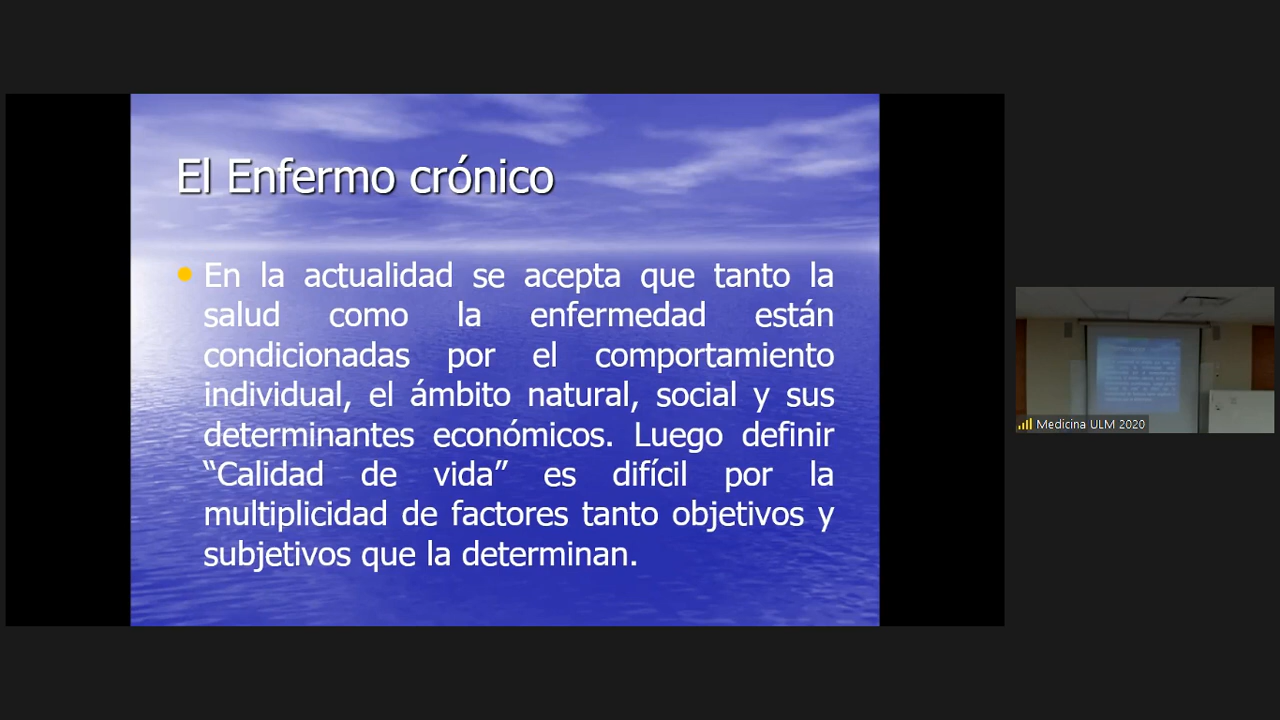 El Enfermo crónico
En la actualidad se acepta que tanto la
salud como la enfermedad están
condicionadas por el comportamiento
individual, el ámbito natural, social y sus
determinantes económicos. Luego definir
“Calidad de vida” es difícil por la
multiplicidad de factores tanto objetivos y
subjetivos que la determinan.
Medicina ULM 2020